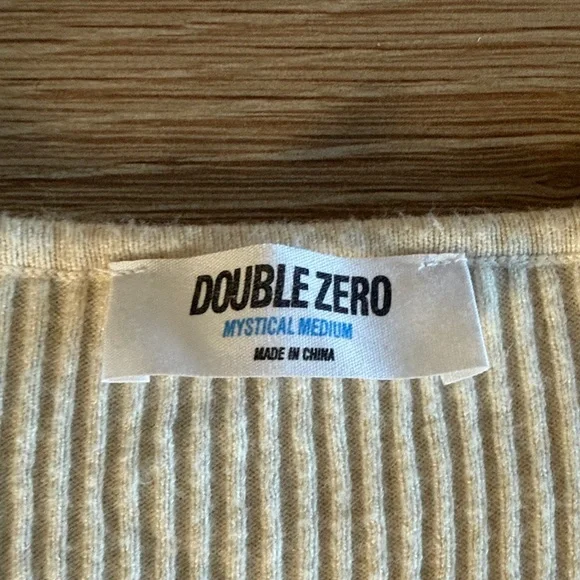 DOUBLE ZERO
MYSTICAL MEDIUM
MADE IN CHINA